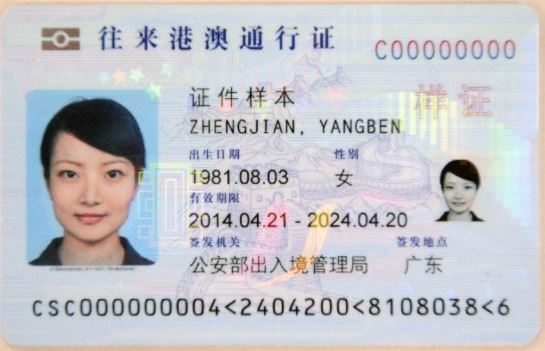 往来港澳通行证
C00000000
样证
证件样本
ZHENGJIAN, YANGBEN
出生日期 性别
1981.08.03 女
有效期限
2014.04.21 - 2024.04.20
签发机关 签发地点
公安部出入境管理局 广东
CSC000000004<2404200<8108038<6